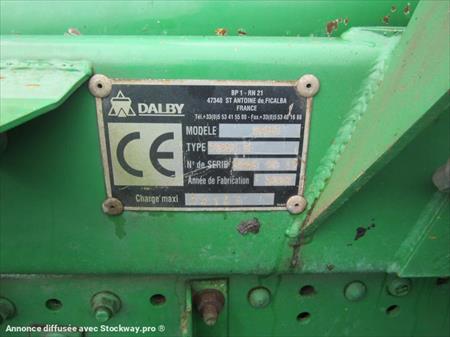 DALBY
BP 1 - RN 21
47340 ST ANTOINE de FICALBA
FRANCE
Tél.+33(0)5 53 41 55 80 - Fax.+33(0)5 53 40 16 88
CE
MODELE
TYPE
N° de SERIE
Année de Fabrication
Charge maxi
Annonce diffusée avec Stockway.pro ®